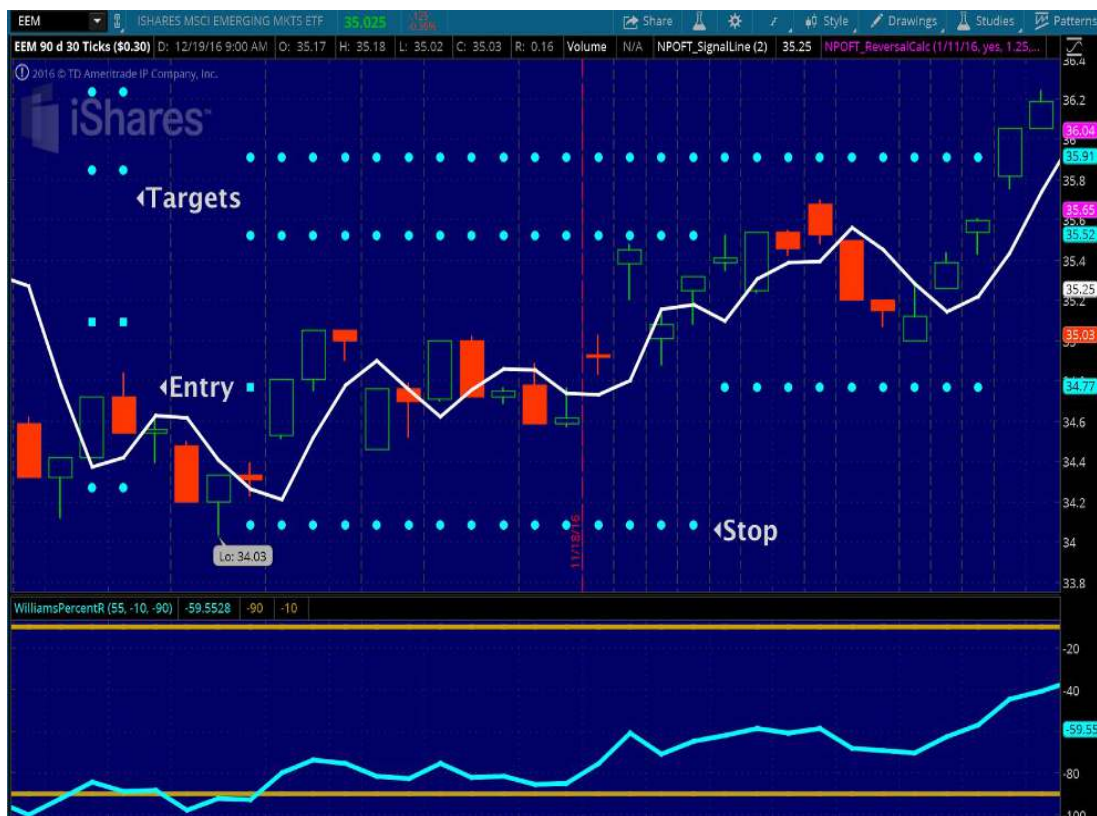 EEM ISHARES MSCI EMERGING MKTS ETF 35.025 Share Style Drawings Studies Patterns
EEM 90 d 30 Ticks ($0.30) D: 12/19/16 9:00 AM O: 35.17 H: 35.18 L: 35.02 C: 35.03 R: 0.16 Volume N/A NPOFT_SignalLine (2) 35.25 NPOFT_ReversalCalc (1/11/16, yes, 1.25,...
2016 © TD Ameritrade IP Company, Inc.
iShares
36.4
36.2
36.04
36
35.91
35.8
Targets
35.65
35.6
35.52
35.4
35.25
35.2
35.03
35
Entry
34.77
34.6
34.4
34.2
Stop
34
Lo: 34.03
11/18/16
33.8
WilliamsPercentR (55, -10, -90) -59.5528 -90 -10
-20
-40
-59.55
-80
-100